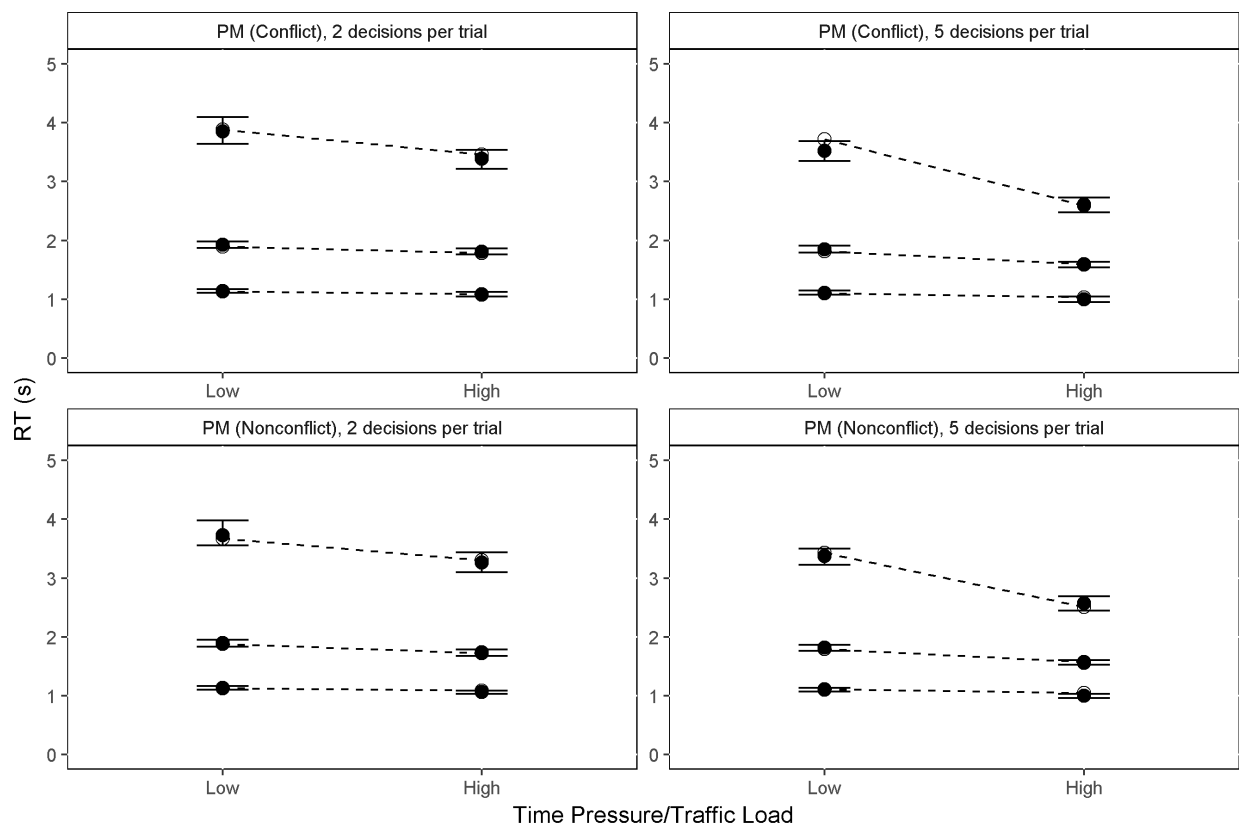 PM (Conflict), 2 decisions per trial
PM (Conflict), 5 decisions per trial
5
4
3
2
1
0
5
4
3
2
1
0
Low
High
Low
High
RT (s)
PM (Nonconflict), 2 decisions per trial
PM (Nonconflict), 5 decisions per trial
5
4
3
2
1
0
5
4
3
2
1
0
Low
High
Low
High
Time Pressure/Traffic Load